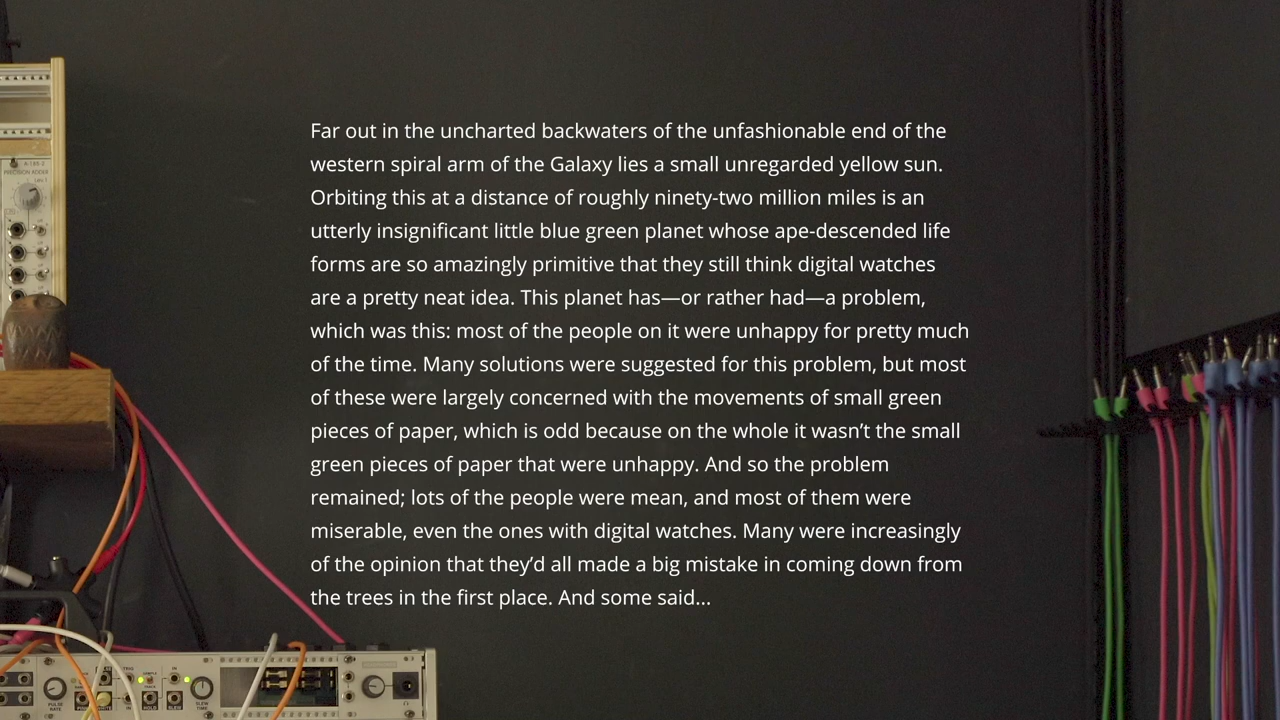 Far out in the uncharted backwaters of the unfashionable end of the
western spiral arm of the Galaxy lies a small unregarded yellow sun.
Orbiting this at a distance of roughly ninety-two million miles is an
utterly insignificant little blue green planet whose ape-descended life
forms are so amazingly primitive that they still think digital watches
are a pretty neat idea. This planet has—or rather had—a problem,
which was this: most of the people on it were unhappy for pretty much
of the time. Many solutions were suggested for this problem, but most
of these were largely concerned with the movements of small green
pieces of paper, which is odd because on the whole it wasn’t the small
green pieces of paper that were unhappy. And so the problem
remained; lots of the people were mean, and most of them were
miserable, even the ones with digital watches. Many were increasingly
of the opinion that they’d all made a big mistake in coming down from
the trees in the first place. And some said...
A-185-2
PULSE
RATE
IN
HOLD
SLEW
SLEW
TIME